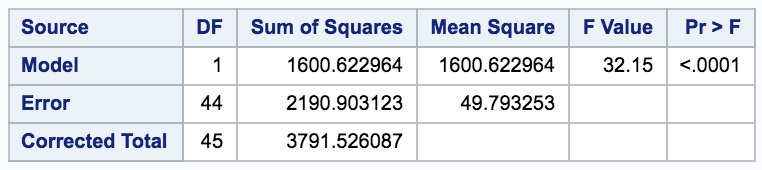 Source DF Sum of Squares Mean Square F Value Pr > F
Model 1 1600.622964 1600.622964 32.15 <.0001
Error 44 2190.903123 49.793253
Corrected Total 45 3791.526087